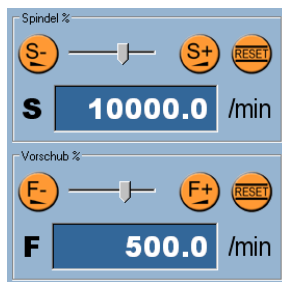 Spindel %
S- S+ RESET
S 10000.0 /min
Vorschub %
F- F+ RESET
F 500.0 /min